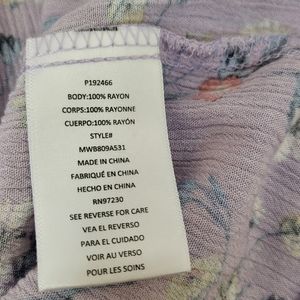 P192466
BODY:100% RAYON
CORPS:100% RAYONNE
CUERPO:100% RAYÓN
STYLE#
MWB809A531
MADE IN CHINA
FABRIQUÉ EN CHINA
HECHO EN CHINA
RN97230
SEE REVERSE FOR CARE
VEA EL REVERSO
PARA EL CUIDADO
VOIR AU VERSO
POUR LES SOINS